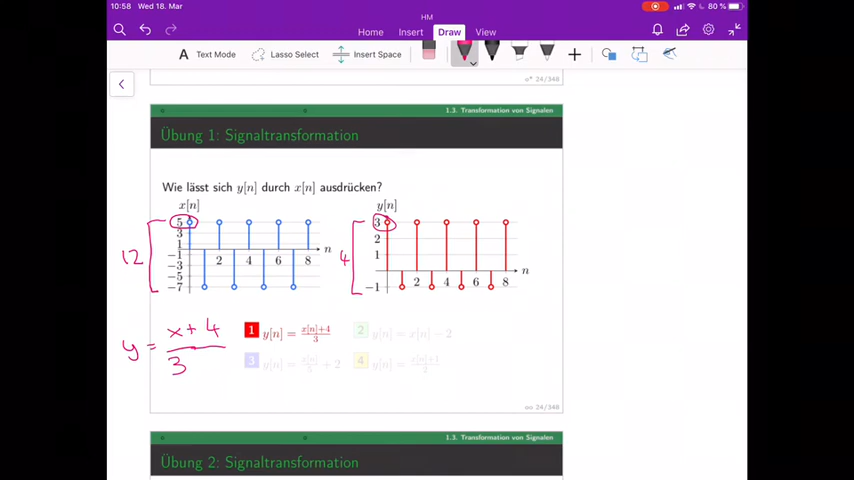 10:58 Wed 18. Mar
80 %
HM
Home Insert Draw View
A Text Mode Lasso Select Insert Space
o* 24/348
1.3. Transformation von Signalen
Übung 1: Signaltransformation
Wie lässt sich y[n] durch x[n] ausdrücken?
x[n]
5
3
1
−1
−3
−5
−7
2 4 6 8
n
12
y[n]
3
2
1
−1
2 4 6 8
n
4
y = x + 4 / 3
1 y[n] = x[n]+4 / 3
2 y[n] = x[n] − 2
3 y[n] = x[n] / 5 + 2
4 y[n] = x[n]+1 / 2
oo 24/348
1.3. Transformation von Signalen
Übung 2: Signaltransformation